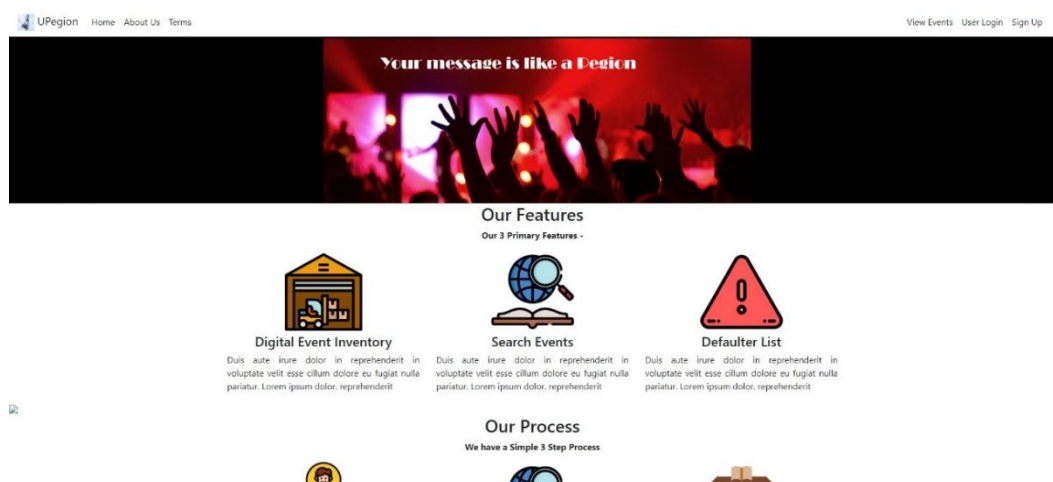 UPegion Home About Us Terms View Events User Login Sign Up
Your message is like a Pegion
Our Features
Our 3 Primary Features -
Digital Event Inventory
Duis aute irure dolor in reprehenderit in
voluptate velit esse cillum dolore eu fugiat nulla
pariatur. Lorem ipsum dolor. reprehenderit
Search Events
Duis aute irure dolor in reprehenderit in
voluptate velit esse cillum dolore eu fugiat nulla
pariatur. Lorem ipsum dolor. reprehenderit
Defaulter List
Duis aute irure dolor in reprehenderit in
voluptate velit esse cillum dolore eu fugiat nulla
pariatur. Lorem ipsum dolor. reprehenderit
Our Process
We have a Simple 3 Step Process